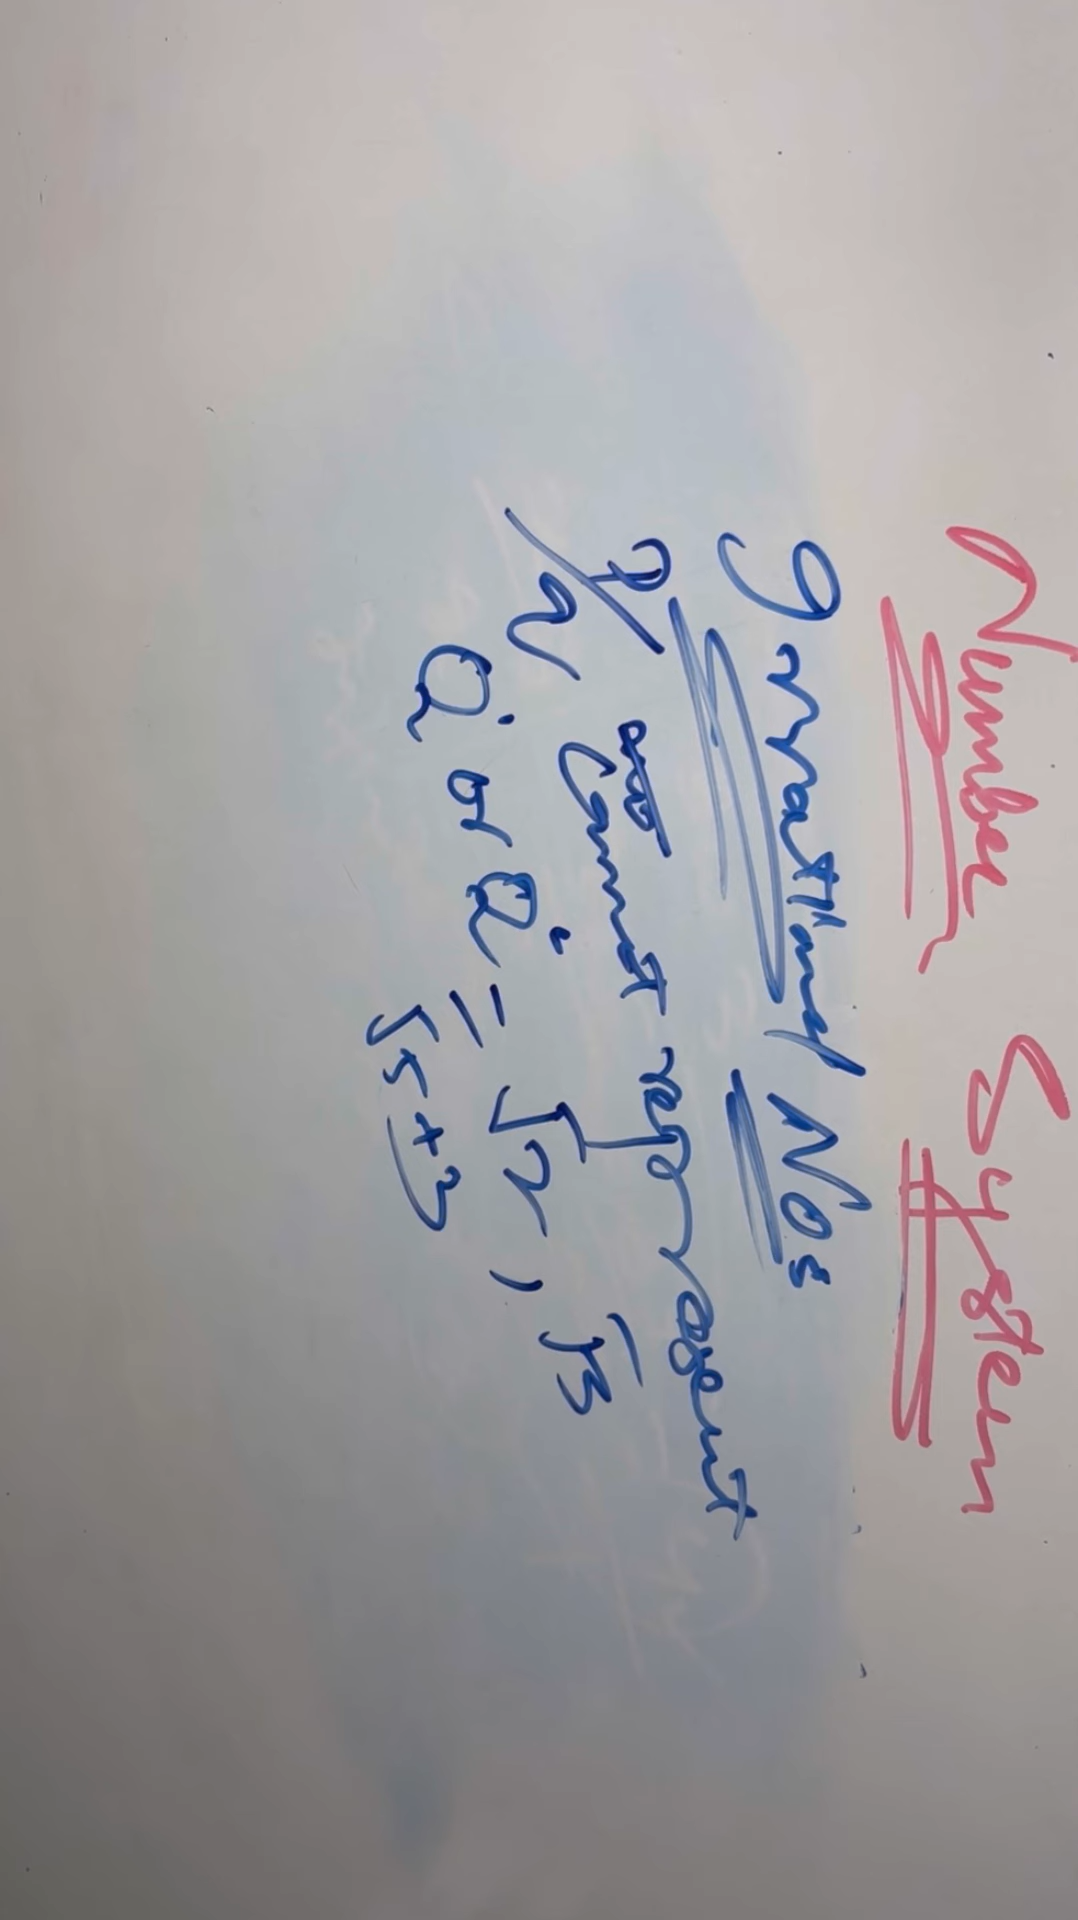 Number System
Irrational Nos
P/q cannot represent
Q' or Q' = √2, √3
√5+3